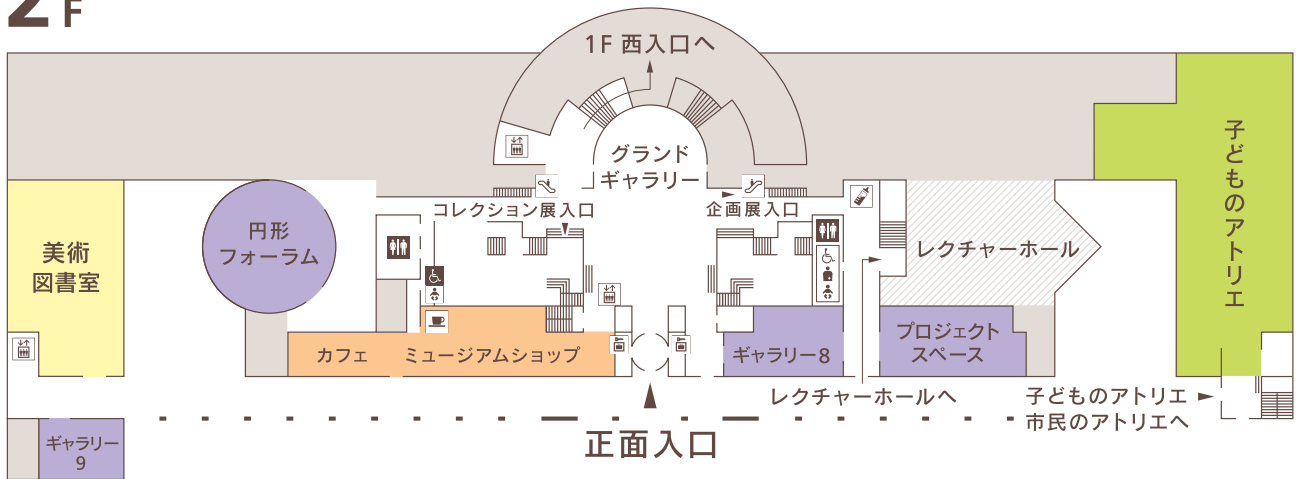 2F
1F 西入口へ
グランド
ギャラリー
コレクション展入口
企画展入口
美術
図書室
円形
フォーラム
レクチャーホール
子どものアトリエ
カフェ
ミュージアムショップ
ギャラリー8
プロジェクト
スペース
レクチャーホールへ
子どものアトリエ
市民のアトリエへ
正面入口
ギャラリー
9